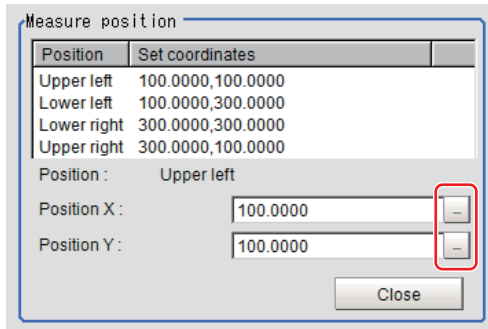 Measure position
Position Set coordinates
Upper left 100.0000,100.0000
Lower left 100.0000,300.0000
Lower right 300.0000,300.0000
Upper right 300.0000,100.0000
Position : Upper left
Position X : 100.0000 ...
Position Y : 100.0000 ...
Close